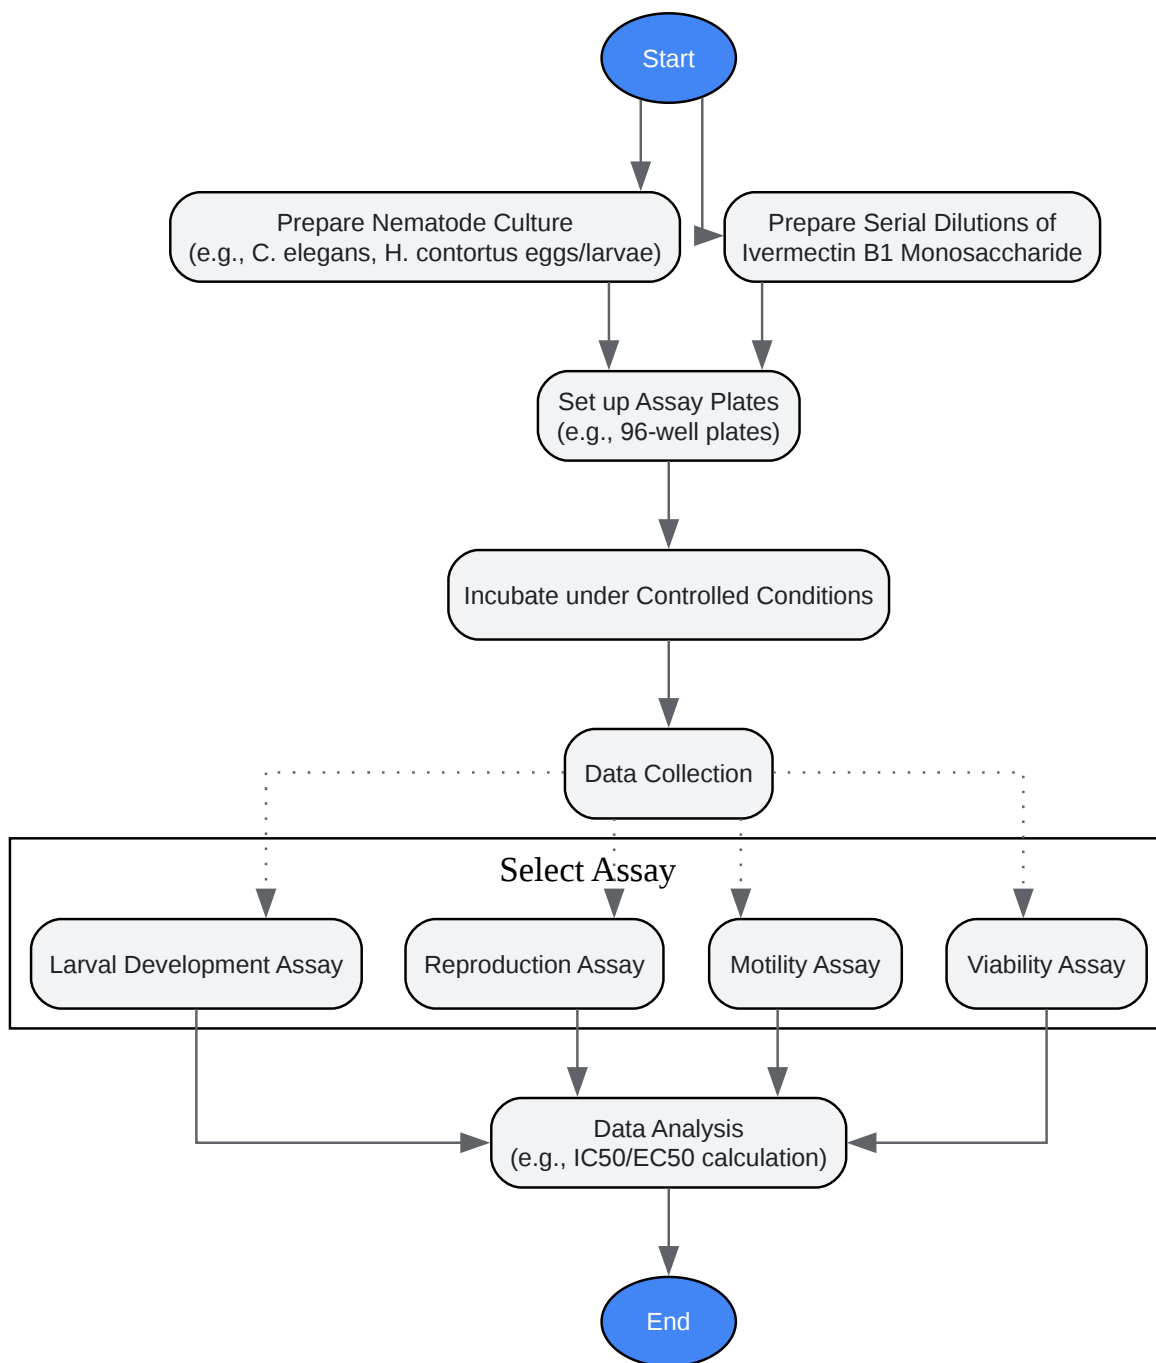 Start
Prepare Nematode Culture
(e.g., C. elegans, H. contortus eggs/larvae)
Prepare Serial Dilutions of
Ivermectin B1 Monosaccharide
Set up Assay Plates
(e.g., 96-well plates)
Incubate under Controlled Conditions
Data Collection
Select Assay
Larval Development Assay
Reproduction Assay
Motility Assay
Viability Assay
Data Analysis
(e.g., IC50/EC50 calculation)
End